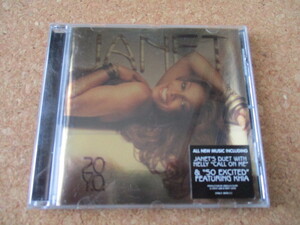 JANET
20
Y.O.
ALL NEW MUSIC INCLUDING
JANET'S DUET WITH
NELLY "CALL ON ME"
& "SO EXCITED"
FEATURING KHIA